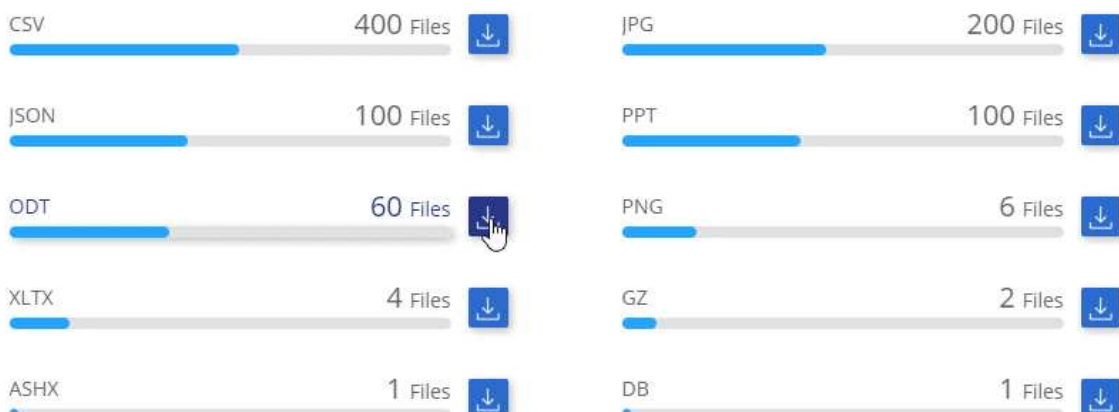 CSV 400 Files
JPG 200 Files
JSON 100 Files
PPT 100 Files
ODT 60 Files
PNG 6 Files
XLTX 4 Files
GZ 2 Files
ASHX 1 Files
DB 1 Files